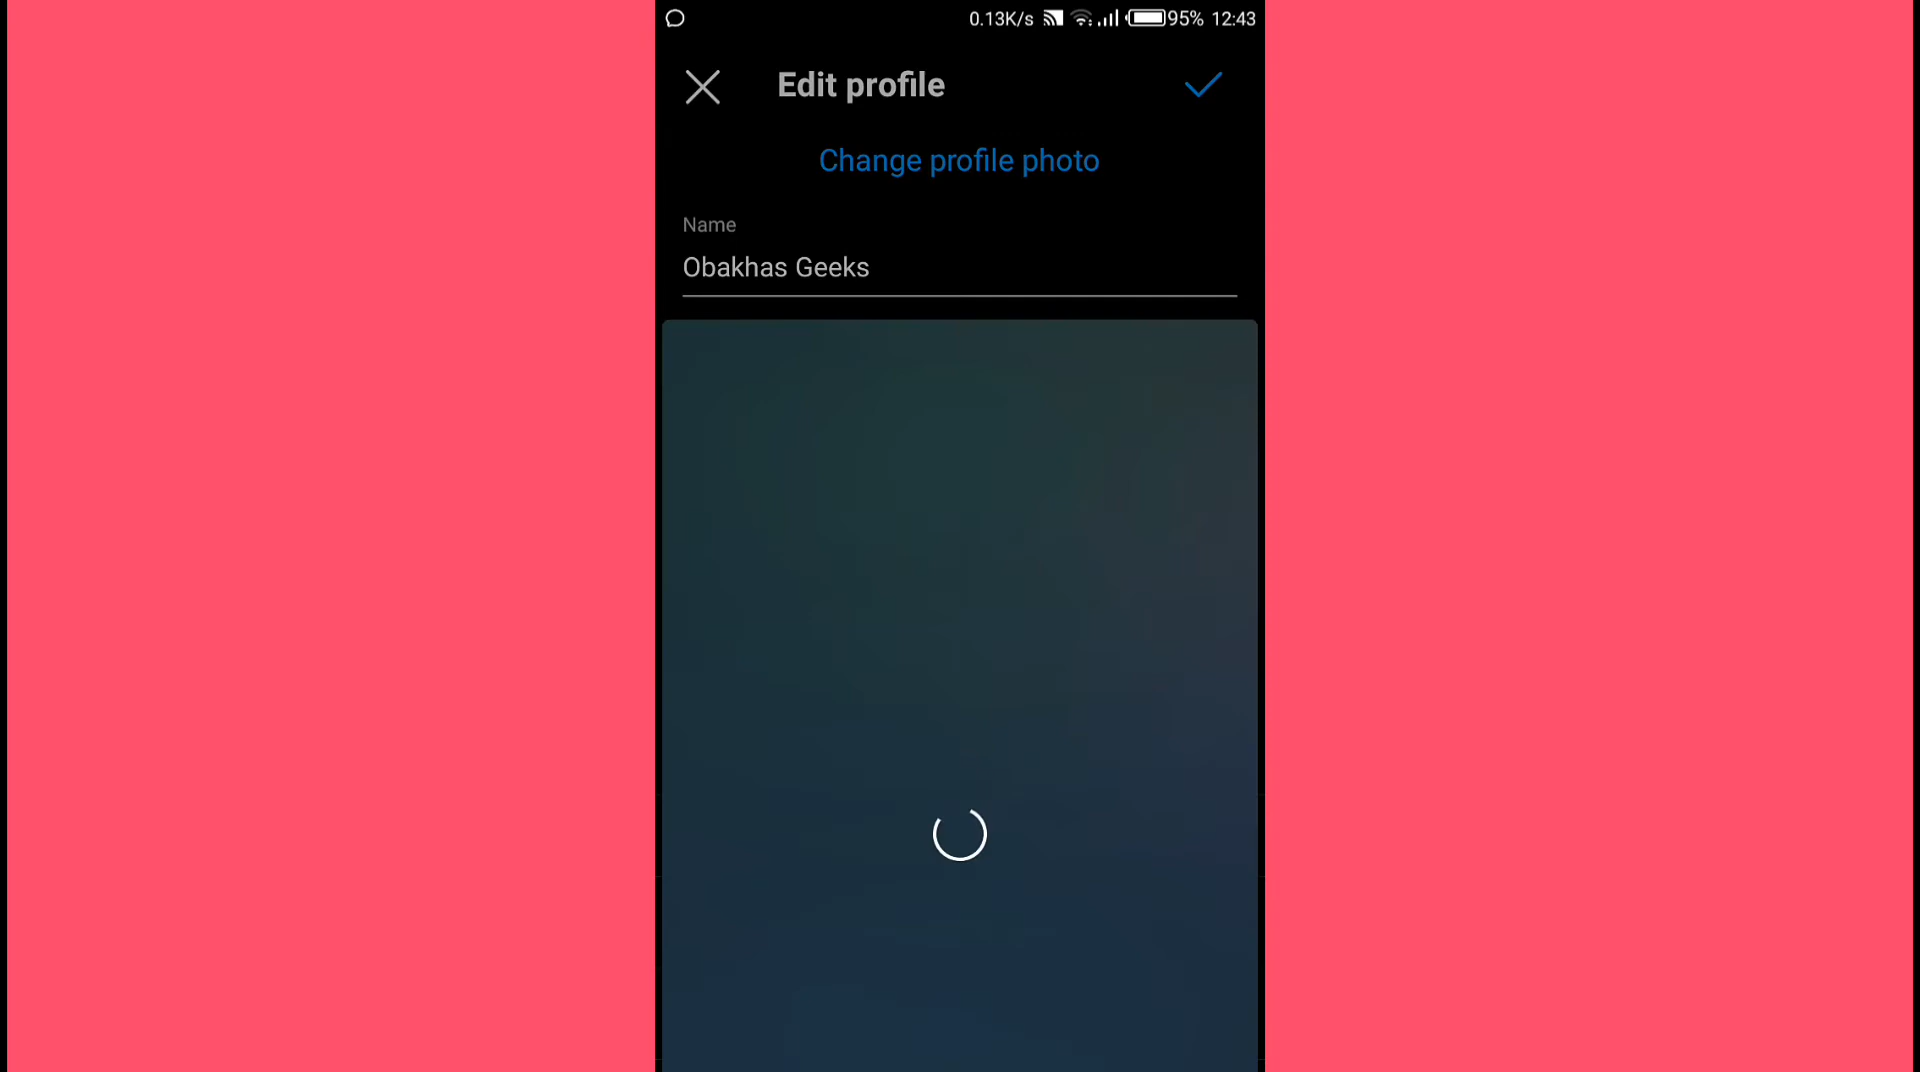 0.13K/s 95% 12:43
Edit profile
Change profile photo
Name
Obakhas Geeks